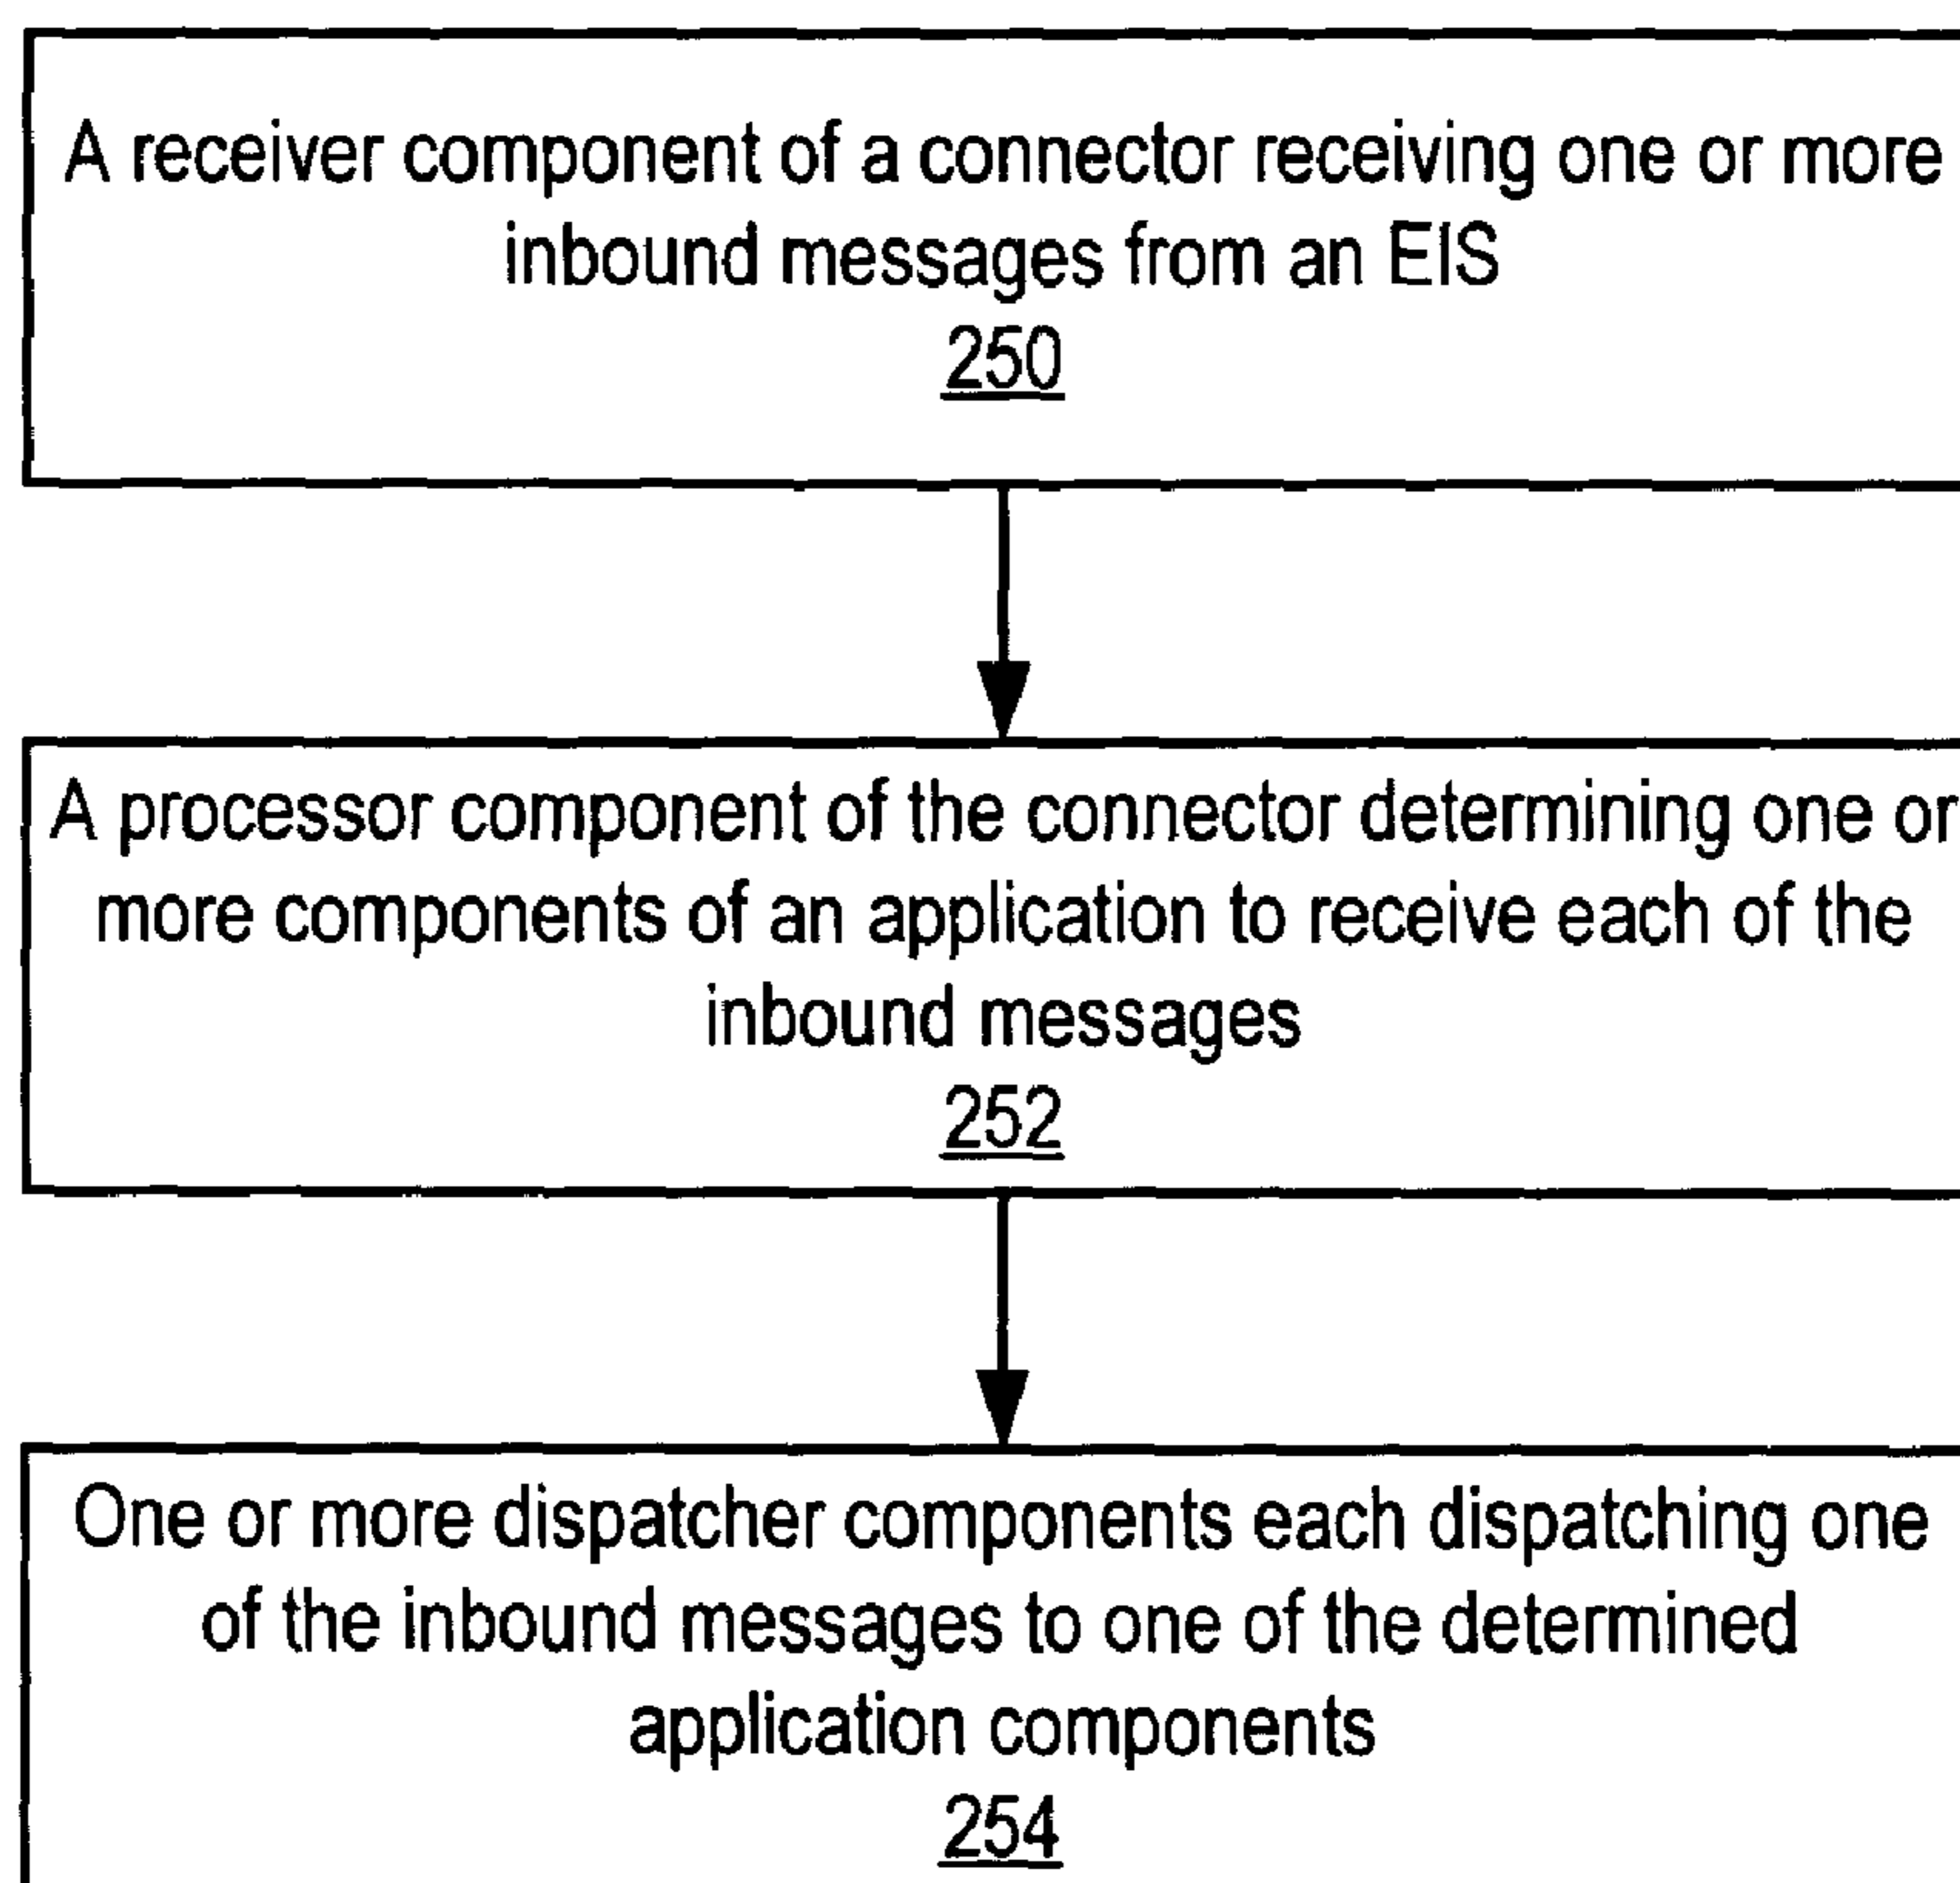 A receiver component of a connector receiving one or more
inbound messages from an EIS
250
A processor component of the connector determining one or
more components of an application to receive each of the
inbound messages
252
One or more dispatcher components each dispatching one
of the inbound messages to one of the determined
application components
254